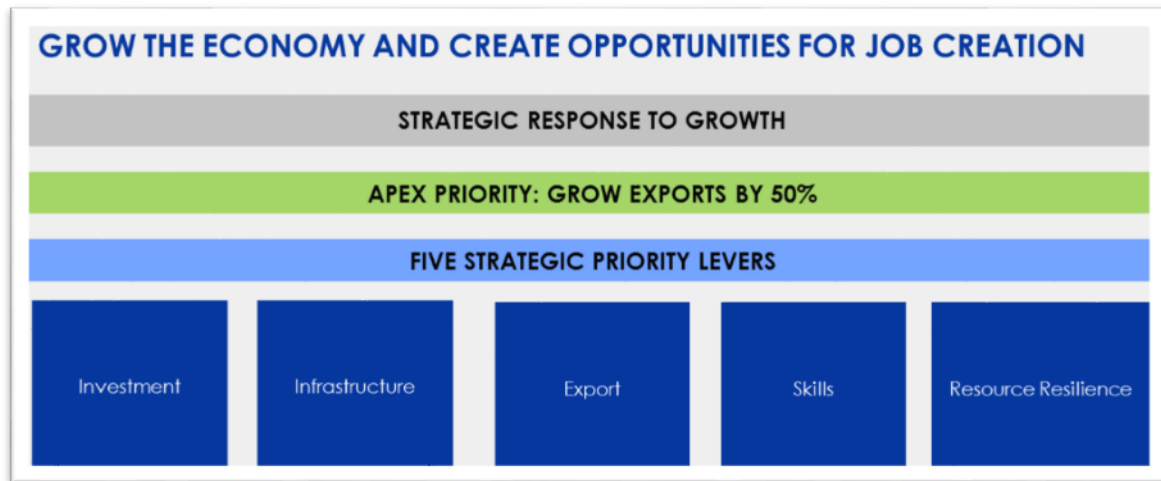 GROW THE ECONOMY AND CREATE OPPORTUNITIES FOR JOB CREATION
STRATEGIC RESPONSE TO GROWTH
APEX PRIORITY: GROW EXPORTS BY 50%
FIVE STRATEGIC PRIORITY LEVERS
Investment
Infrastructure
Export
Skills
Resource Resilience